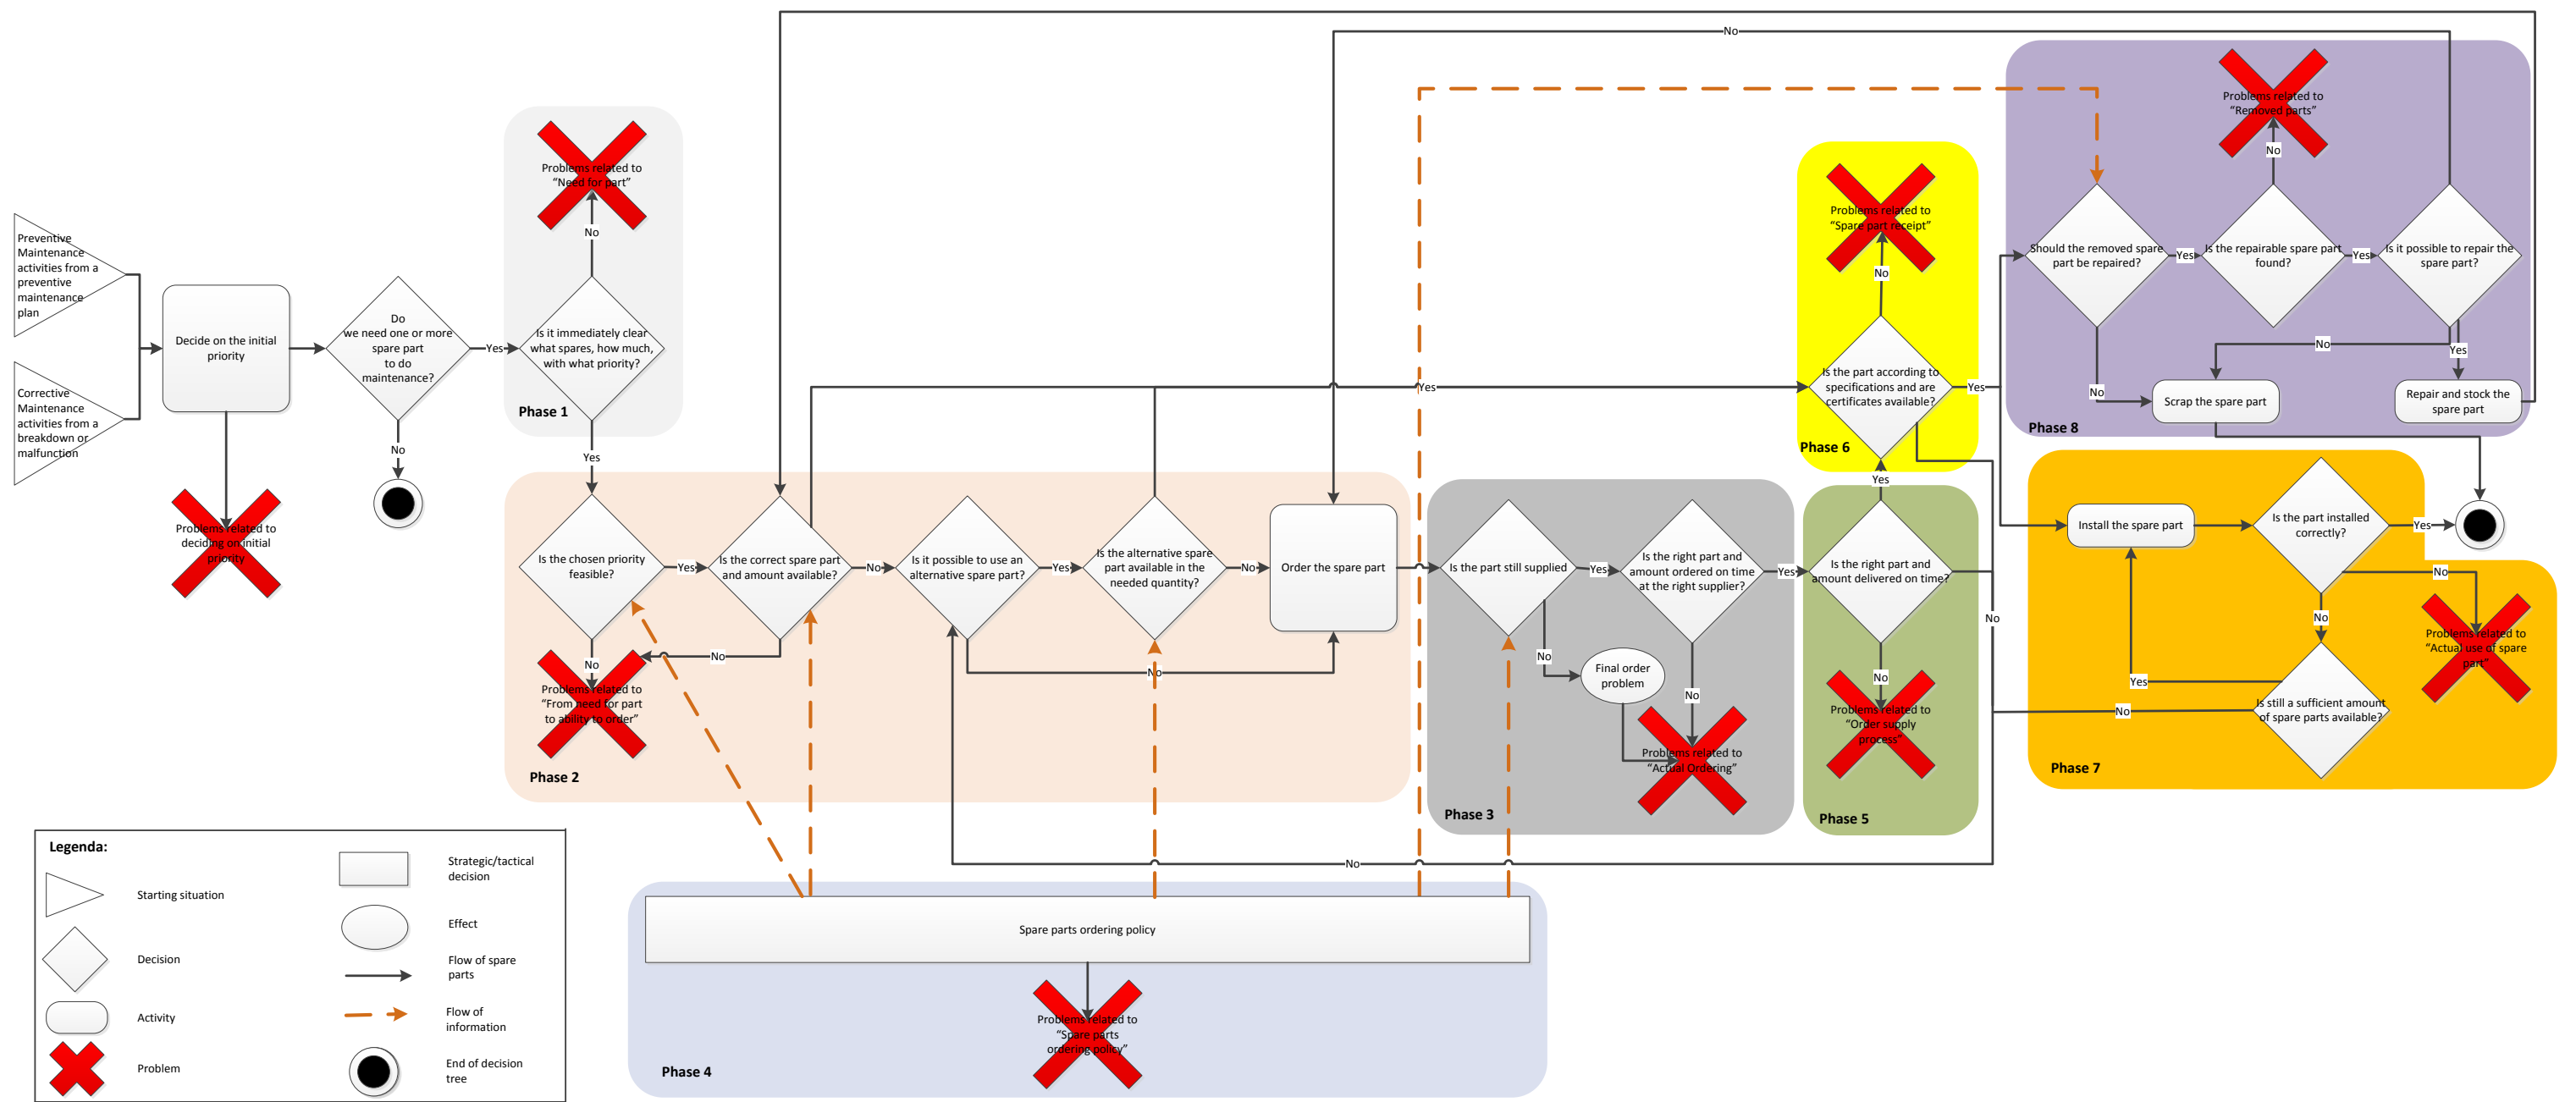 No
Problems related to
“Removed parts”
No
Should the removed spare
part be repaired?
Yes
Is the repairable spare part
found?
Yes
Is it possible to repair the
spare part?
No
Yes
No
Scrap the spare part
Repair and stock the
spare part
Phase 8
Problems related to
“Need for part”
No
Is it immediately clear
what spares, how much,
with what priority?
Phase 1
Yes
Preventive
Maintenance
activities from a
preventive
maintenance
plan
Corrective
Maintenance
activities from a
breakdown or
malfunction
Decide on the initial
priority
Problems related to
deciding on initial
priority
Do
we need one or more
spare part
to do
maintenance?
Yes
No
Problems related to
“Spare part receipt”
No
Is the part according to
specifications and are
certificates available?
Yes
Yes
Phase 6
Yes
Is the chosen priority
feasible?
Yes
Is the correct spare part
and amount available?
No
Is it possible to use an
alternative spare part?
Yes
Is the alternative spare
part available in the
needed quantity?
No
Order the spare part
No
No
No
Problems related to
“From need for part
to ability to order”
Phase 2
Is the part still supplied
Yes
Is the right part and
amount ordered on time
at the right supplier?
Yes
No
Final order
problem
No
Problems related to
“Actual Ordering”
Phase 3
Is the right part and
amount delivered on time?
No
No
Problems related to
“Order supply
process”
Phase 5
Install the spare part
Is the part installed
correctly?
Yes
No
No
Problems related to
“Actual use of spare
part”
Yes
Is still a sufficient amount
of spare parts available?
No
Phase 7
No
Spare parts ordering policy
Problems related to
“Spare parts
ordering policy”
Phase 4
Legenda:
Starting situation
Decision
Activity
Problem
Strategic/tactical
decision
Effect
Flow of spare
parts
Flow of
information
End of decision
tree